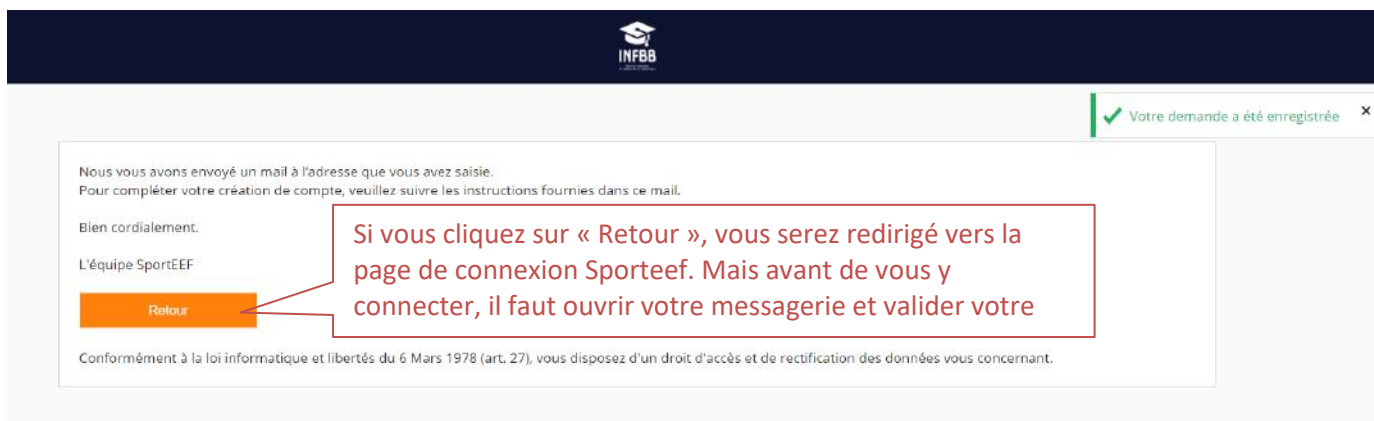 INFBB
Votre demande a été enregistrée
Nous vous avons envoyé un mail à l'adresse que vous avez saisie.
Pour compléter votre création de compte, veuillez suivre les instructions fournies dans ce mail.
Bien cordialement.
L'équipe SportEEF
Si vous cliquez sur « Retour », vous serez redirigé vers la
page de connexion Sporteef. Mais avant de vous y
connecter, il faut ouvrir votre messagerie et valider votre
Retour
Conformément à la loi informatique et libertés du 6 Mars 1978 (art. 27), vous disposez d'un droit d'accès et de rectification des données vous concernant.